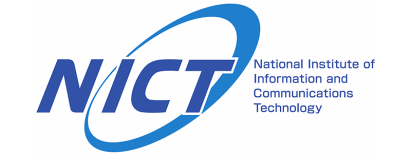 NICT
National Institute of
Information and
Communications
Technology